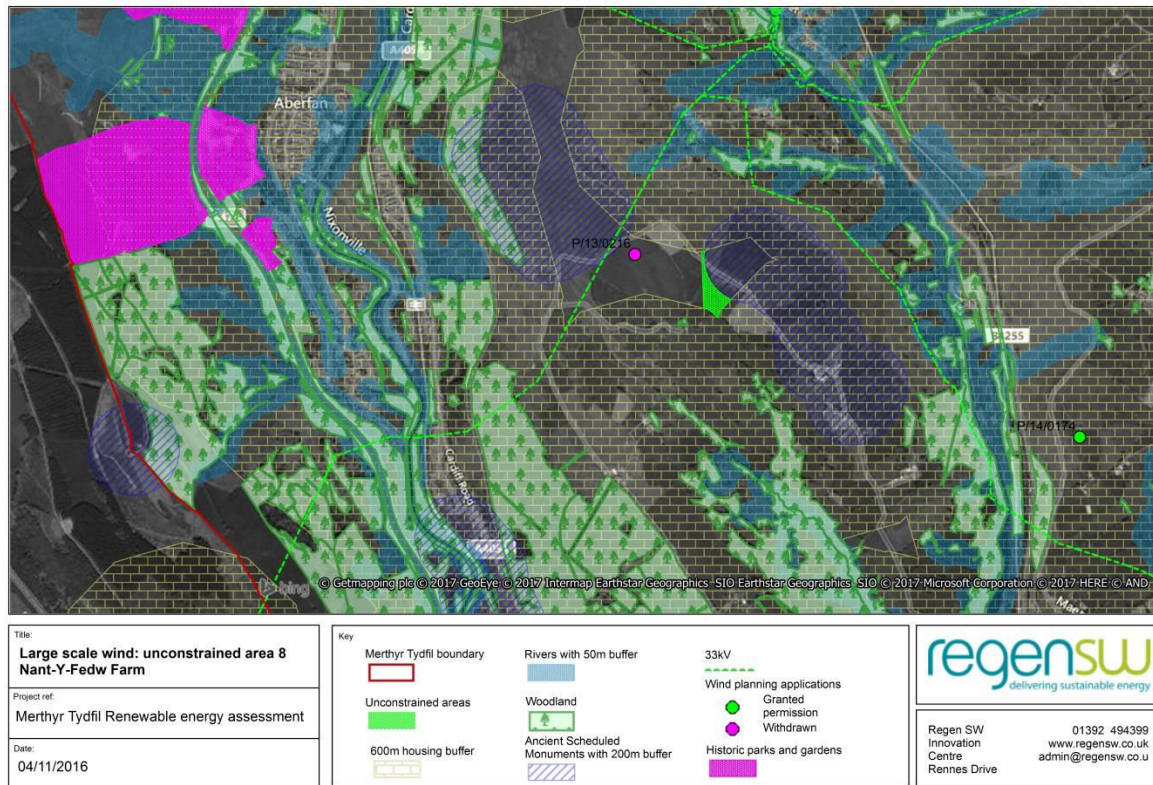 A405
Aberfan
Nixonville
P/13/0216
P/14/0174
Cardiff Road
bing
© Getmapping plc © 2017 GeoEye © 2017 Intermap Earthstar Geographics SIO Earthstar Geographics SIO © 2017 Microsoft Corporation © 2017 HERE © AND
Title:
Large scale wind: unconstrained area 8
Nant-Y-Fedw Farm
Project ref:
Merthyr Tydfil Renewable energy assessment
Date:
04/11/2016
Key
Merthyr Tydfil boundary
Unconstrained areas
600m housing buffer
Rivers with 50m buffer
Woodland
Ancient Scheduled
Monuments with 200m buffer
33kV
Wind planning applications
Granted
permission
Withdrawn
Historic parks and gardens
regensw
delivering sustainable energy
Regen SW
Innovation
Centre
Rennes Drive
01392 494399
www.regensw.co.uk
admin@regensw.co.uk